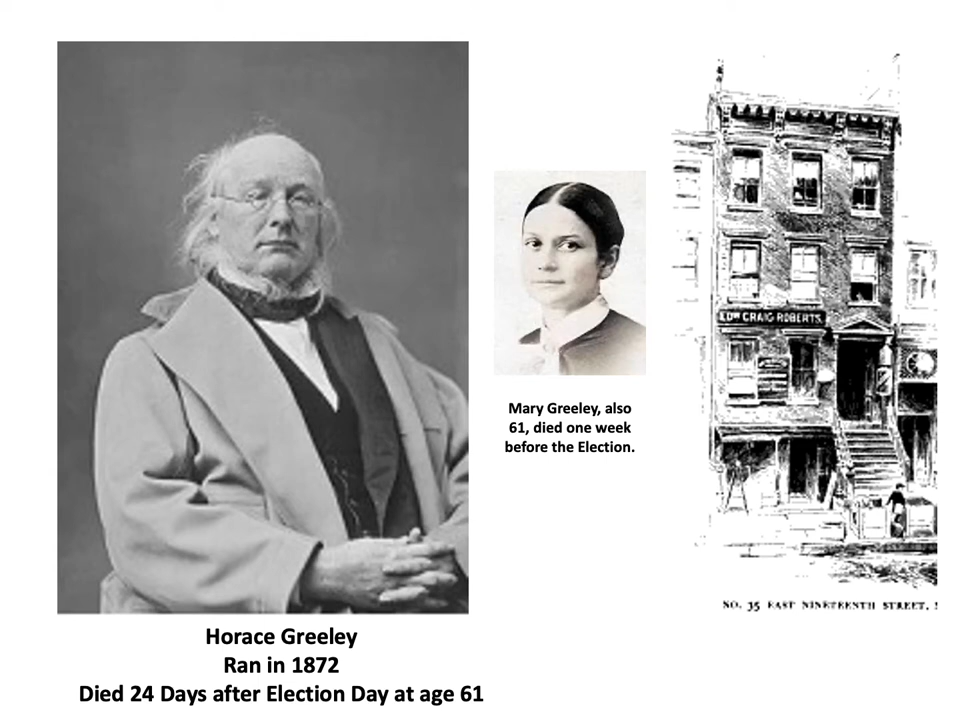 EDW CRAIG ROBERTS.
Mary Greeley, also
61, died one week
before the Election.
NO. 35 EAST NINETEENTH STREET,
Horace Greeley
Ran in 1872
Died 24 Days after Election Day at age 61